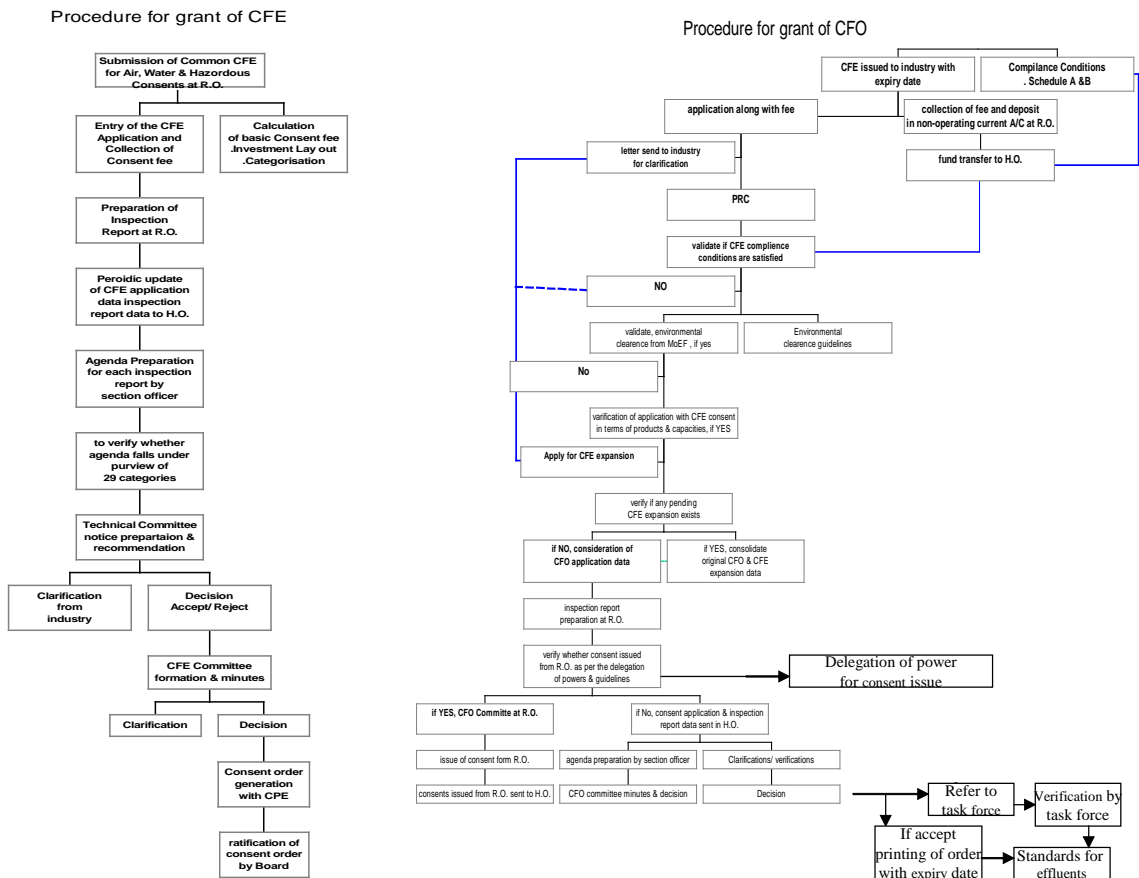 Procedure for grant of CFE
Submission of Common CFE
for Air, Water & Hazardous
Consents at R.O.
Entry of the CFE
Application and
Collection of
Consent fee
Calculation
of basic Consent fee
.Investment Lay out
.Categorisation
Preparation of
Inspection
Report at R.O.
Peroidic update
of CFE application
data inspection
report data to H.O.
Agenda Preparation
for each inspection
report by
section officer
to verify whether
agenda falls under
purview of
29 categories
Technical Committee
notice prepartaion &
recommendation
Clarification
from
industry
Decision
Accept/ Reject
CFE Committee
formation & minutes
Clarification
Decision
Consent order
generation
with CPE
ratification of
consent order
by Board
Procedure for grant of CFO
CFE issued to industry with
expiry date
Compliance Conditions
. Schedule A &B
application along with fee
collection of fee and deposit
in non-operating current A/C at R.O.
letter send to industry
for clarification
fund transfer to H.O.
PRC
validate if CFE complience
conditions are satisfied
NO
validate, environmental
clearence from MoEF , if yes
Environmental
clearence guidelines
No
varification of application with CFE consent
in terms of products & capacities, if YES
Apply for CFE expansion
verify if any pending
CFE expansion exists
if NO, consideration of
CFO application data
if YES, consolidate
original CFO & CFE
expansion data
inspection report
preparation at R.O.
verify whether consent issued
from R.O. as per the delegation
of powers & guidelines
Delegation of power
for consent issue
if YES, CFO Committe at R.O.
if No, consent application & inspection
report data sent in H.O.
issue of consent form R.O.
agenda preparation by section officer
Clarifications/ verifications
consents issued from R.O. sent to H.O.
CFO committee minutes & decision
Decision
Refer to
task force
Verification by
task force
If accept
printing of order
with expiry date
Standards for
effluents